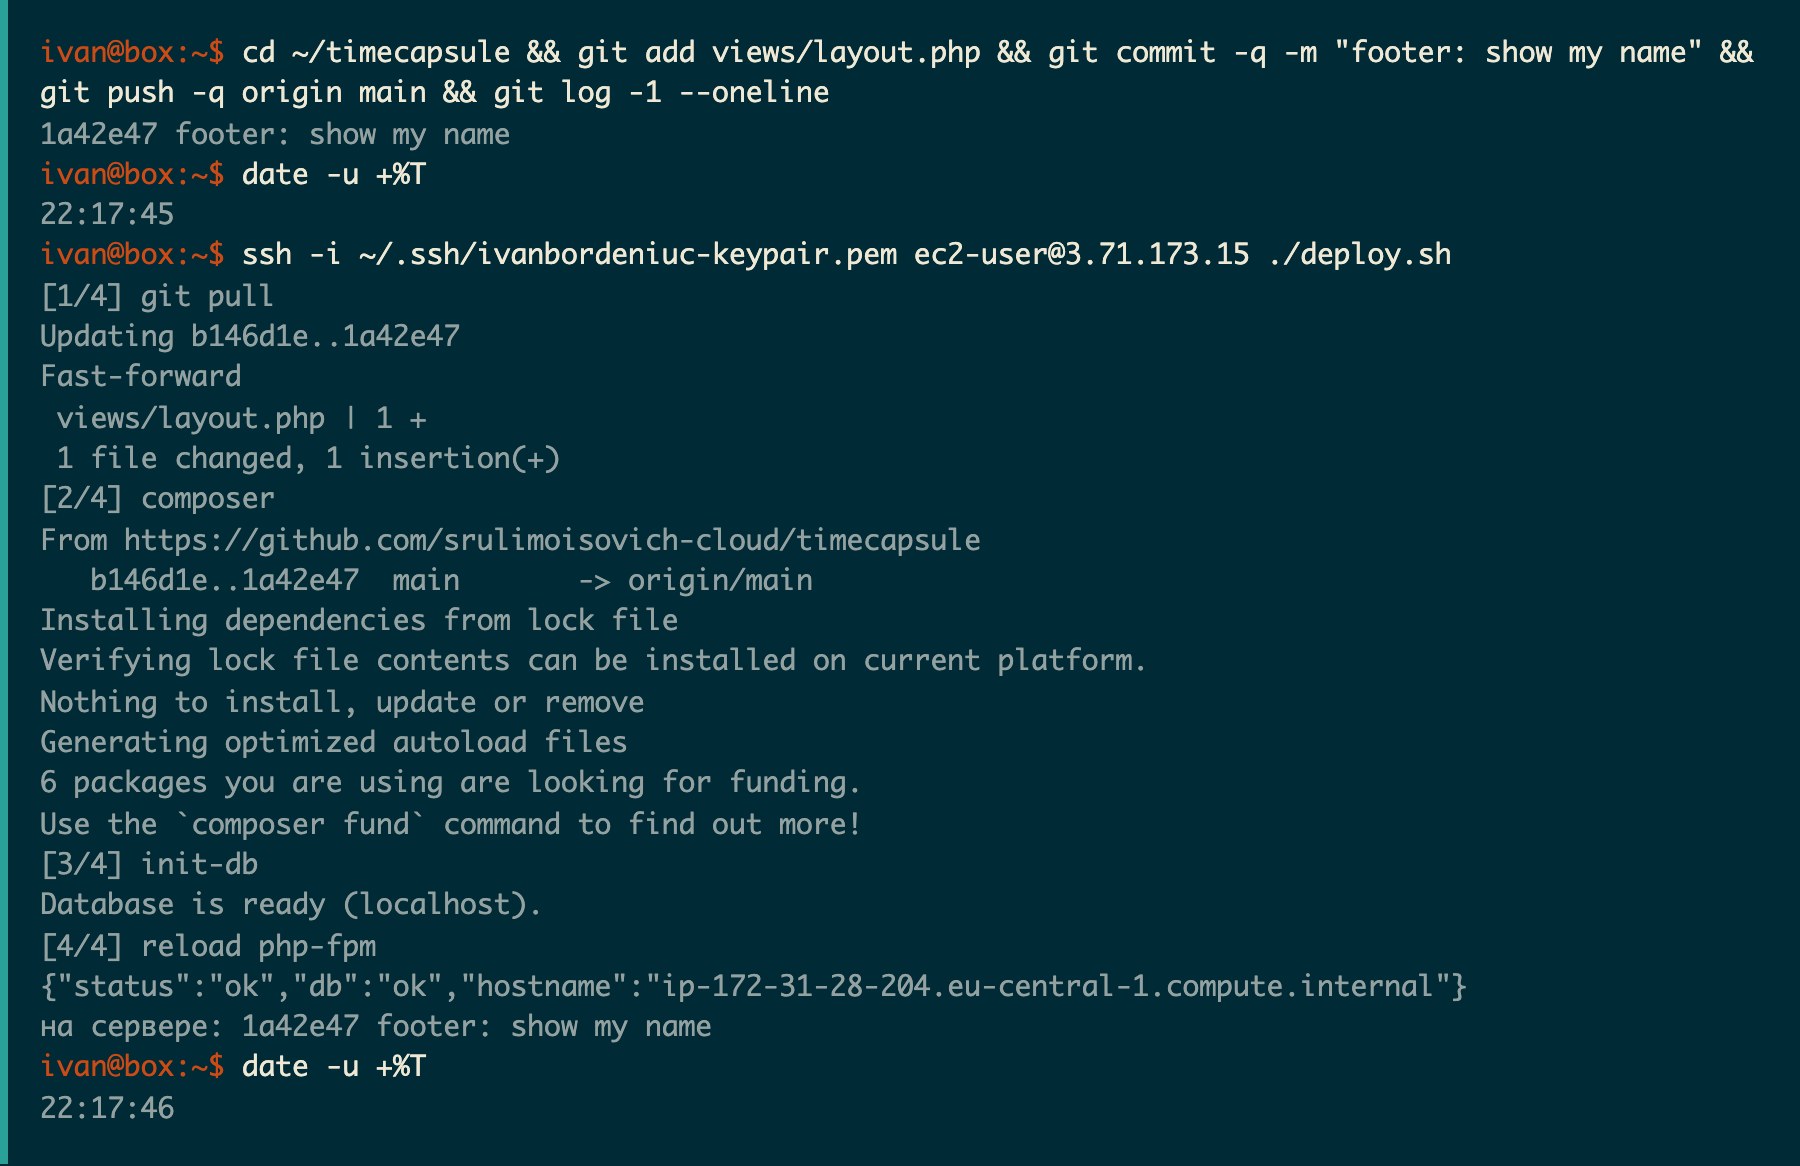 ivan@box:~$ cd ~/timecapsule && git add views/layout.php && git commit -q -m "footer: show my name" &&
git push -q origin main && git log -1 --oneline
1a42e47 footer: show my name
ivan@box:~$ date -u +%T
22:17:45
ivan@box:~$ ssh -i ~/.ssh/ivanbordeniuc-keypair.pem ec2-user@3.71.173.15 ./deploy.sh
[1/4] git pull
Updating b146d1e..1a42e47
Fast-forward
 views/layout.php | 1 +
 1 file changed, 1 insertion(+)
[2/4] composer
From https://github.com/srulimoisovich-cloud/timecapsule
   b146d1e..1a42e47  main       -> origin/main
Installing dependencies from lock file
Verifying lock file contents can be installed on current platform.
Nothing to install, update or remove
Generating optimized autoload files
6 packages you are using are looking for funding.
Use the `composer fund` command to find out more!
[3/4] init-db
Database is ready (localhost).
[4/4] reload php-fpm
{"status":"ok","db":"ok","hostname":"ip-172-31-28-204.eu-central-1.compute.internal"}
на сервере: 1a42e47 footer: show my name
ivan@box:~$ date -u +%T
22:17:46